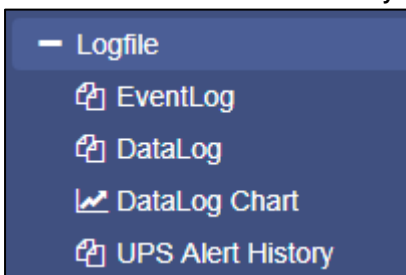 Logfile
EventLog
DataLog
DataLog Chart
UPS Alert History